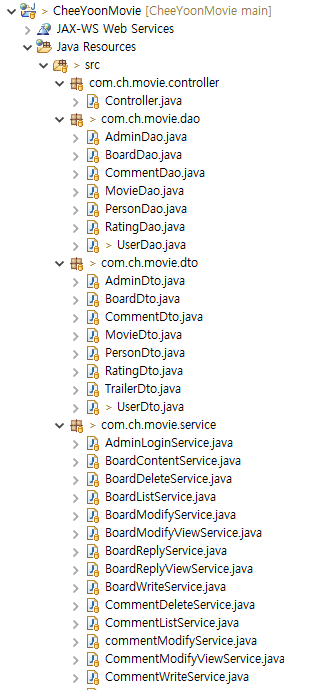 > CheeYoonMovie [CheeYoonMovie main]
JAX-WS Web Services
Java Resources
> src
com.ch.movie.controller
Controller.java
> com.ch.movie.dao
AdminDao.java
BoardDao.java
CommentDao.java
MovieDao.java
PersonDao.java
RatingDao.java
> UserDao.java
> com.ch.movie.dto
AdminDto.java
BoardDto.java
CommentDto.java
MovieDto.java
PersonDto.java
RatingDto.java
TrailerDto.java
> UserDto.java
> com.ch.movie.service
AdminLoginService.java
BoardContentService.java
BoardDeleteService.java
BoardListService.java
BoardModifyService.java
BoardModifyViewService.java
BoardReplyService.java
BoardReplyViewService.java
BoardWriteService.java
CommentDeleteService.java
CommentListService.java
commentModifyService.java
CommentModifyViewService.java
CommentWriteService.java